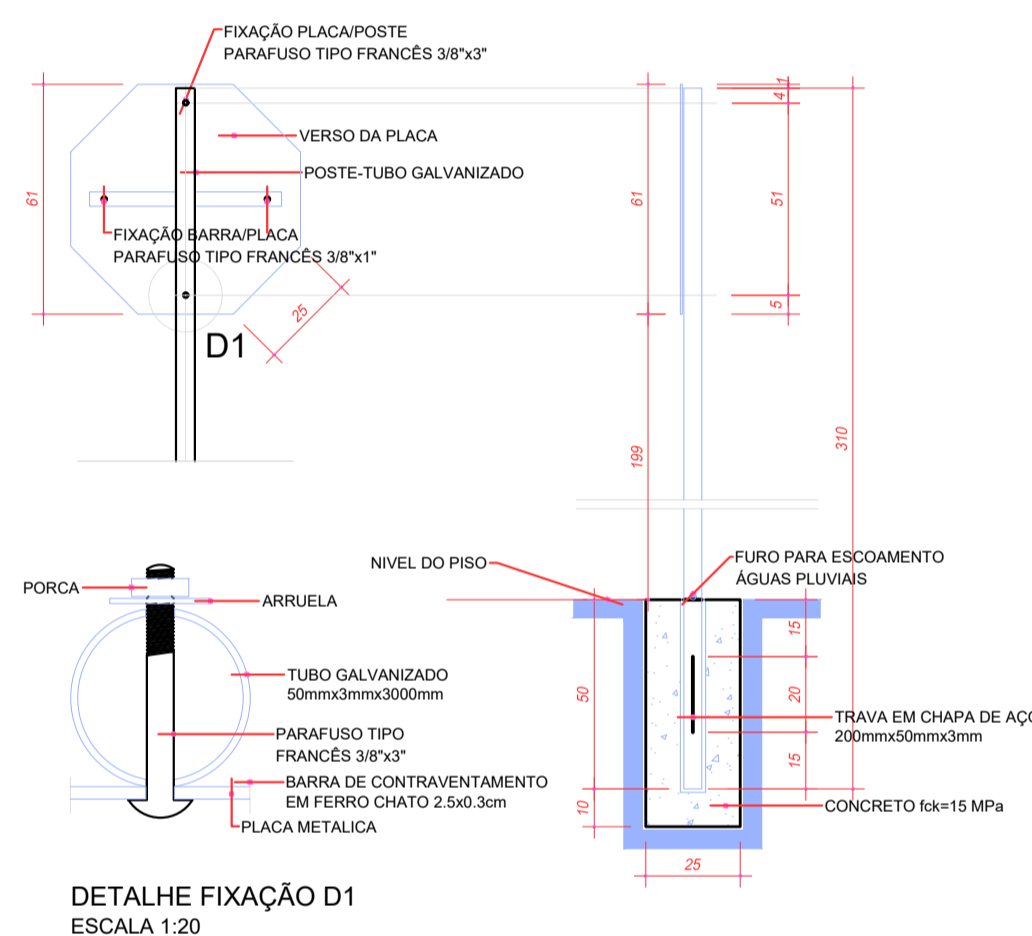 FIXAÇÃO PLACA/POSTE
PARAFUSO TIPO FRANCÊS 3/8"x3"
VERSO DA PLACA
POSTE-TUBO GALVANIZADO
FIXAÇÃO BARRA/PLACA
PARAFUSO TIPO FRANCÊS 3/8"x1"
61
25
D1
61
1
4
51
5
199
310
NIVEL DO PISO
FURO PARA ESCOAMENTO
ÁGUAS PLUVIAIS
15
50
20
TRAVA EM CHAPA DE AÇO
200mmx50mmx3mm
15
10
CONCRETO fck=15 MPa
25
PORCA
ARRUELA
TUBO GALVANIZADO
50mmx3mmx3000mm
PARAFUSO TIPO
FRANCÊS 3/8"x3"
BARRA DE CONTRAVENTAMENTO
EM FERRO CHATO 2.5x0.3cm
PLACA METALICA
DETALHE FIXAÇÃO D1
ESCALA 1:20